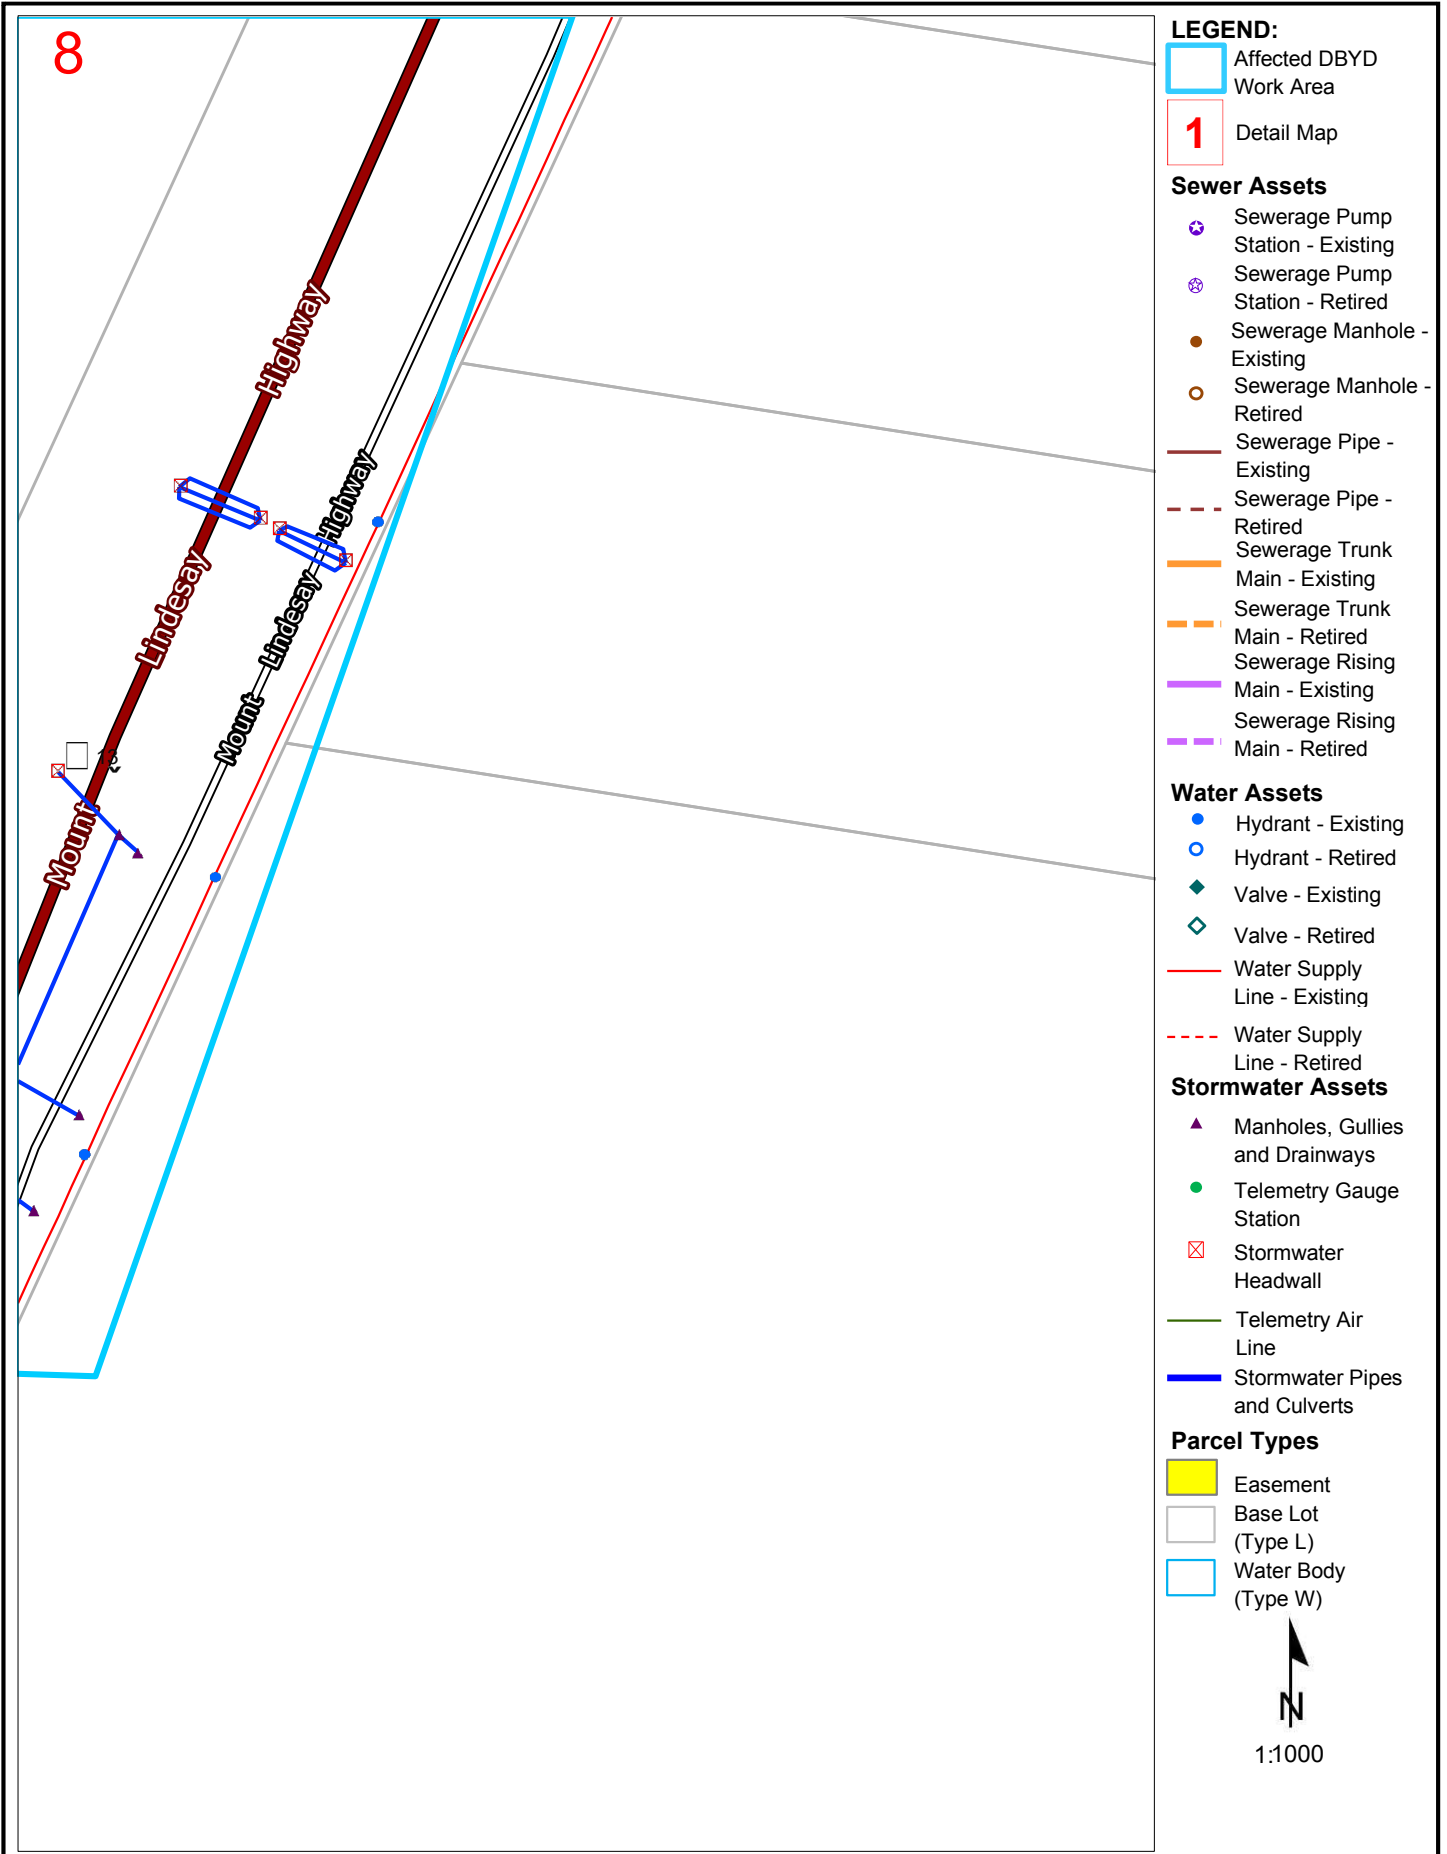 8
Highway
Highway
Lindesay
Lindesay
Mount
Mount
LEGEND:
Affected DBYD
Work Area
1
Detail Map
Sewer Assets
Sewerage Pump
Station - Existing
Sewerage Pump
Station - Retired
Sewerage Manhole -
Existing
Sewerage Manhole -
Retired
Sewerage Pipe -
Existing
Sewerage Pipe -
Retired
Sewerage Trunk
Main - Existing
Sewerage Trunk
Main - Retired
Sewerage Rising
Main - Existing
Sewerage Rising
Main - Retired
Water Assets
Hydrant - Existing
Hydrant - Retired
Valve - Existing
Valve - Retired
Water Supply
Line - Existing
Water Supply
Line - Retired
Stormwater Assets
Manholes, Gullies
and Drainways
Telemetry Gauge
Station
Stormwater
Headwall
Telemetry Air
Line
Stormwater Pipes
and Culverts
Parcel Types
Easement
Base Lot
(Type L)
Water Body
(Type W)
N
1:1000